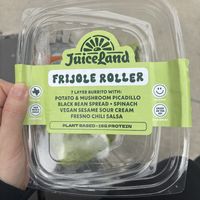 JUICELAND
FRIJOLE ROLLER
7 LAYER BURRITO WITH:
POTATO & MUSHROOM PICADILLO
BLACK BEAN SPREAD • SPINACH
VEGAN SESAME SOUR CREAM
FRESNO CHILI SALSA
PLANT BASED • 16G PROTEIN